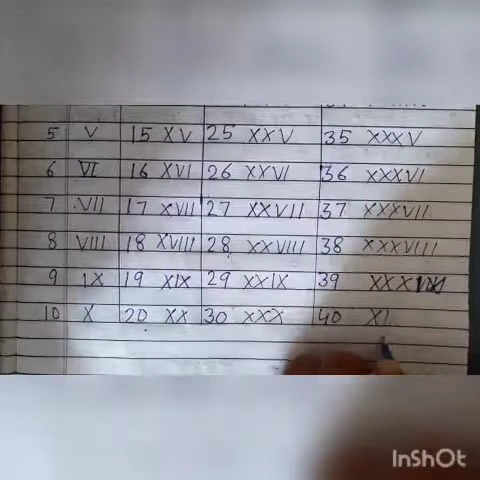 5 V 15 XV 25 XXV 35 XXXV
6 VI 16 XVI 26 XXVI 36 XXXVI
7 VII 17 XVII 27 XXVII 37 XXXVII
8 VIII 18 XVIII 28 XXVIII 38 XXXVIII
9 IX 19 XIX 29 XXIX 39
10 X 20 XX 30 XXX 40 XL
InShOt